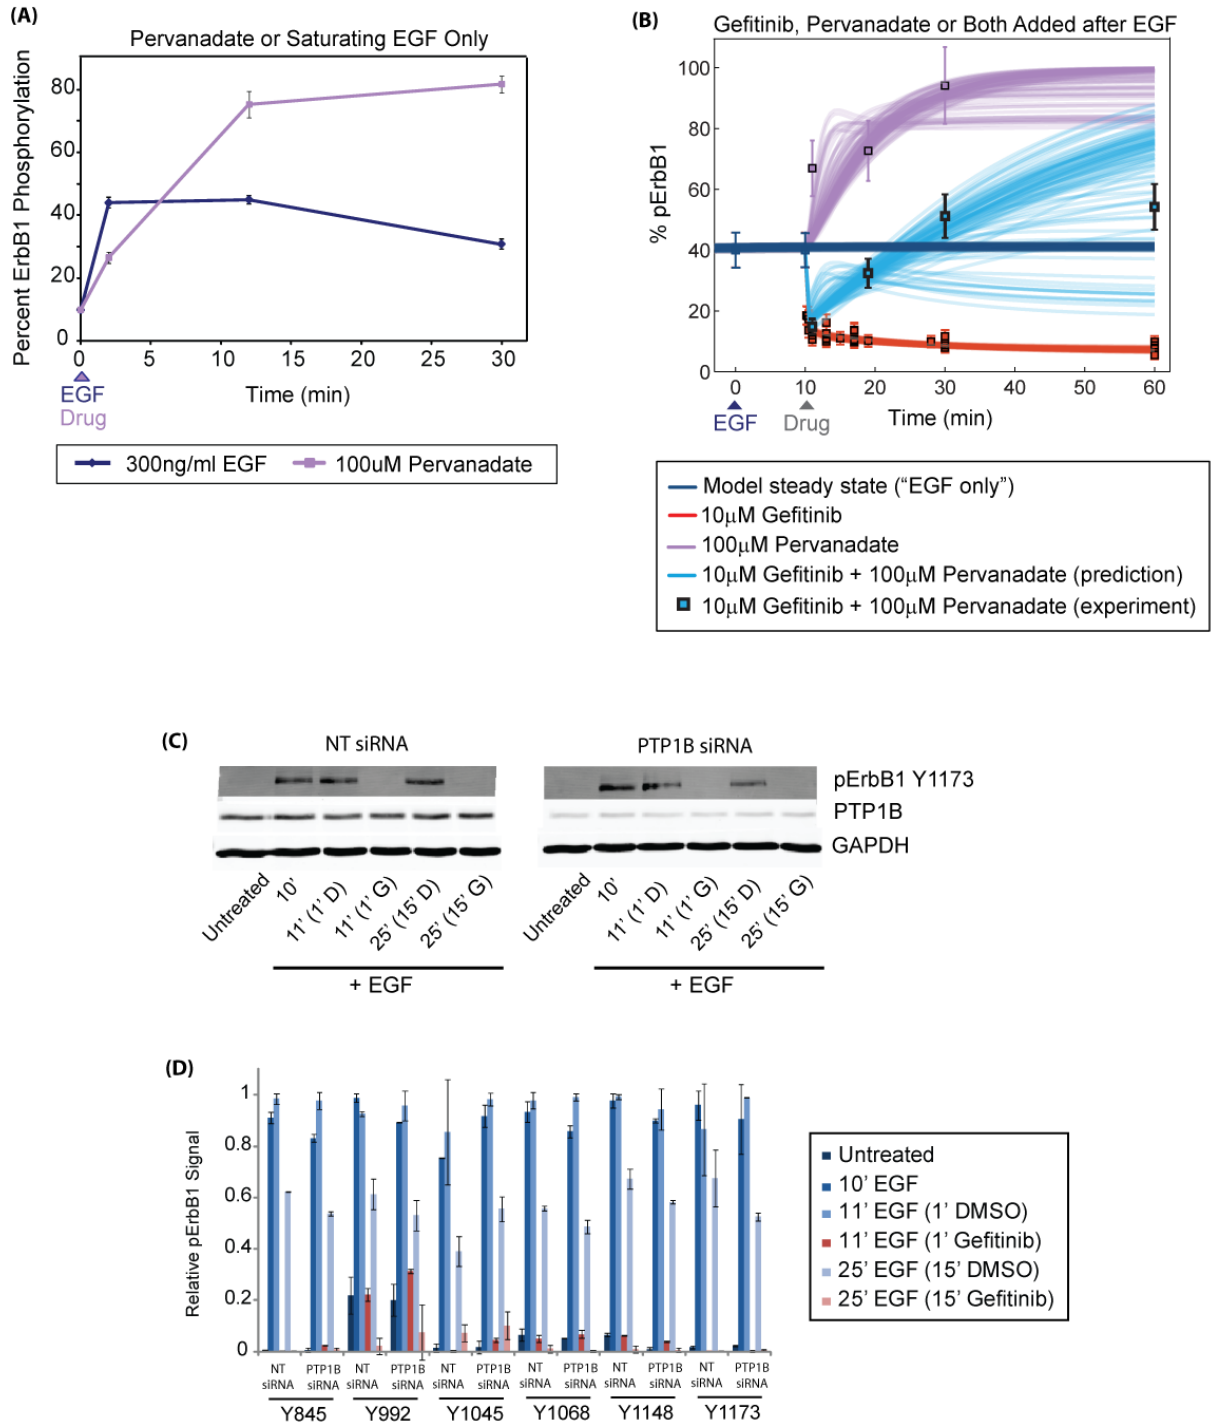 (A)
Pervanadate or Saturating EGF Only
Percent ErbB1 Phosphorylation
80
60
40
20
0
0 5 10 15 20 25 30
EGF
Drug
Time (min)
300ng/ml EGF 100uM Pervanadate
(B)
Gefitinib, Pervanadate or Both Added after EGF
% pErbB1
100
80
60
40
20
0
0 10 20 30 40 50 60
EGF Drug Time (min)
Model steady state ("EGF only")
10µM Gefitinib
100µM Pervanadate
10µM Gefitinib + 100µM Pervanadate (prediction)
10µM Gefitinib + 100µM Pervanadate (experiment)
(C)
NT siRNA PTP1B siRNA
pErbB1 Y1173
PTP1B
GAPDH
Untreated 10' 11' (1' D) 11' (1' G) 25' (15' D) 25' (15' G)
Untreated 10' 11' (1' D) 11' (1' G) 25' (15' D) 25' (15' G)
+ EGF + EGF
(D)
Relative pErbB1 Signal
1
0.8
0.6
0.4
0.2
0
NT siRNA PTP1B siRNA NT siRNA PTP1B siRNA NT siRNA PTP1B siRNA NT siRNA PTP1B siRNA NT siRNA PTP1B siRNA NT siRNA PTP1B siRNA
Y845 Y992 Y1045 Y1068 Y1148 Y1173
Untreated
10' EGF
11' EGF (1' DMSO)
11' EGF (1' Gefitinib)
25' EGF (15' DMSO)
25' EGF (15' Gefitinib)